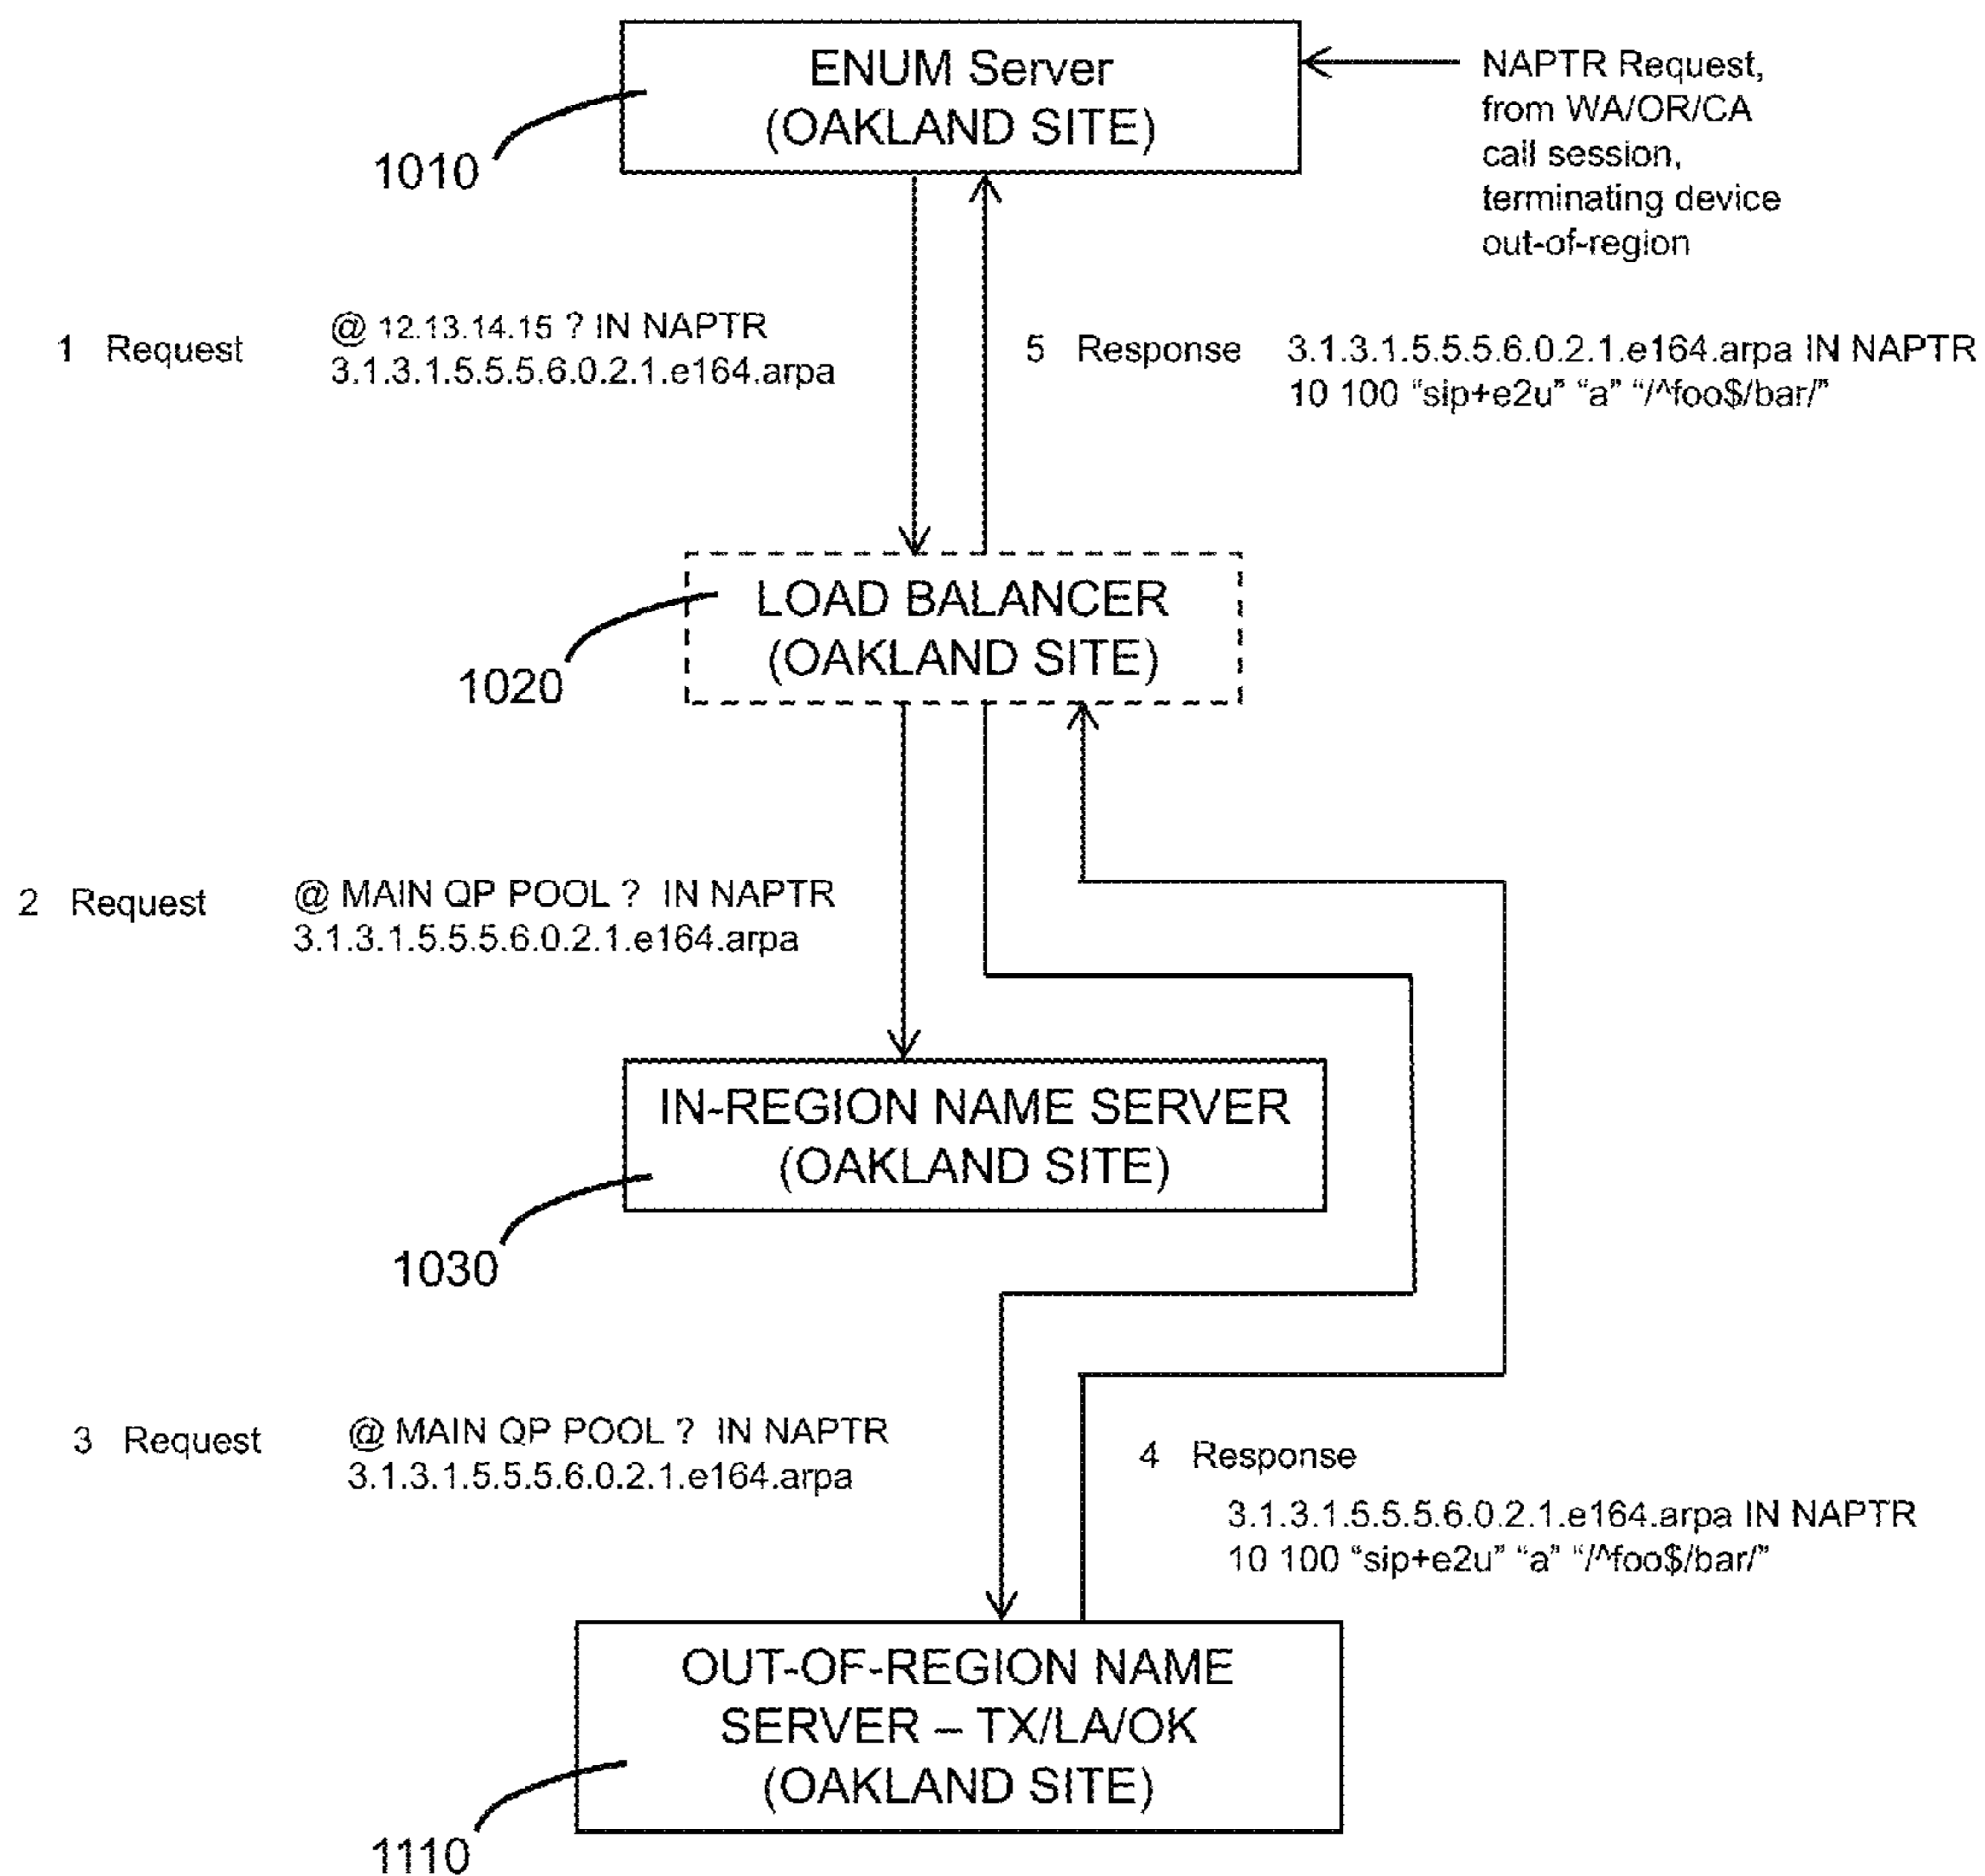 ENUM Server
(OAKLAND SITE)
1010
NAPTR Request,
from WA/OR/CA
call session,
terminating device
out-of-region
1 Request
@ 12.13.14.15 ? IN NAPTR
3.1.3.1.5.5.5.6.0.2.1.e164.arpa
5 Response
3.1.3.1.5.5.5.6.0.2.1.e164.arpa IN NAPTR
10 100 “sip+e2u” “a” “/^foo$/bar/”
LOAD BALANCER
(OAKLAND SITE)
1020
2 Request
@ MAIN QP POOL ? IN NAPTR
3.1.3.1.5.5.5.6.0.2.1.e164.arpa
IN-REGION NAME SERVER
(OAKLAND SITE)
1030
3 Request
@ MAIN QP POOL ? IN NAPTR
3.1.3.1.5.5.5.6.0.2.1.e164.arpa
4 Response
3.1.3.1.5.5.5.6.0.2.1.e164.arpa IN NAPTR
10 100 “sip+e2u” “a” “/^foo$/bar/”
OUT-OF-REGION NAME
SERVER – TX/LA/OK
(OAKLAND SITE)
1110